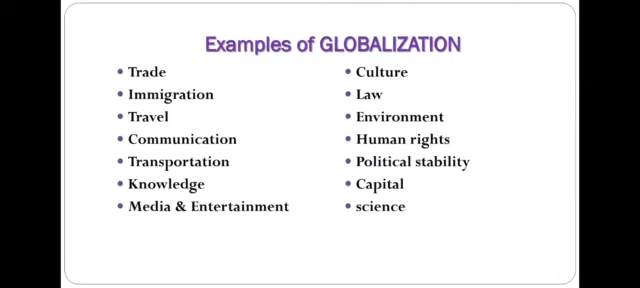 Examples of GLOBALIZATION
• Trade
• Immigration
• Travel
• Communication
• Transportation
• Knowledge
• Media & Entertainment
• Culture
• Law
• Environment
• Human rights
• Political stability
• Capital
• science